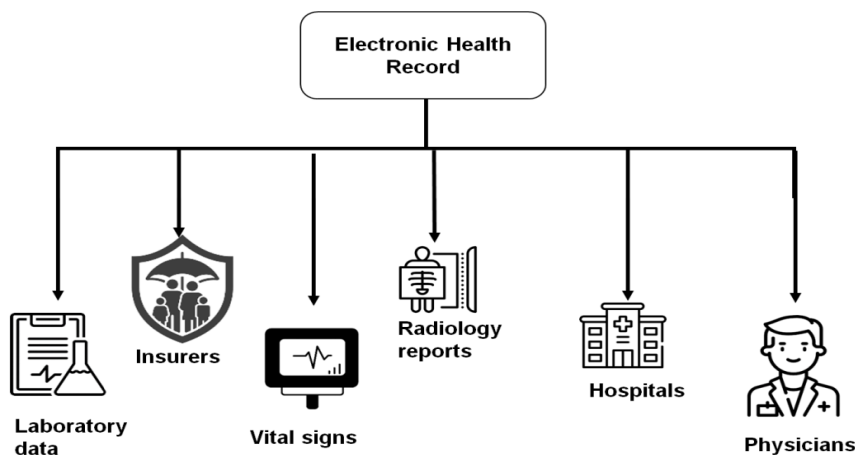 Electronic Health
Record
Laboratory
data
Insurers
Vital signs
Radiology
reports
Hospitals
Physicians